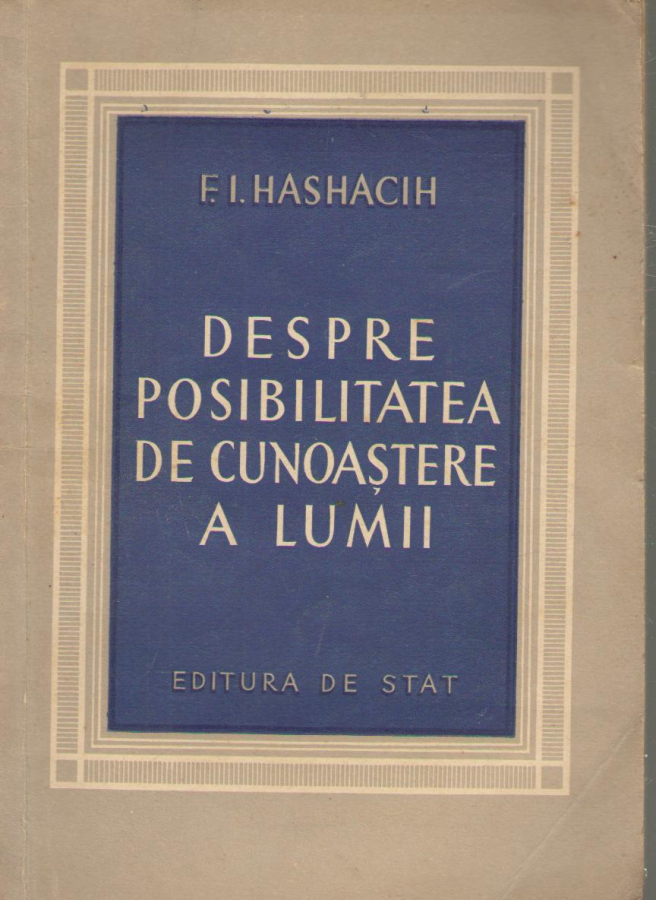 F. I. HASHACIH
DESPRE
POSIBILITATEA
DE CUNOAȘTERE
A LUMII
EDITURA DE STAT